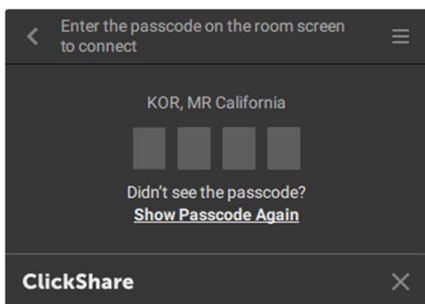 Enter the passcode on the room screen
to connect
KOR, MR California
Didn't see the passcode?
Show Passcode Again
ClickShare